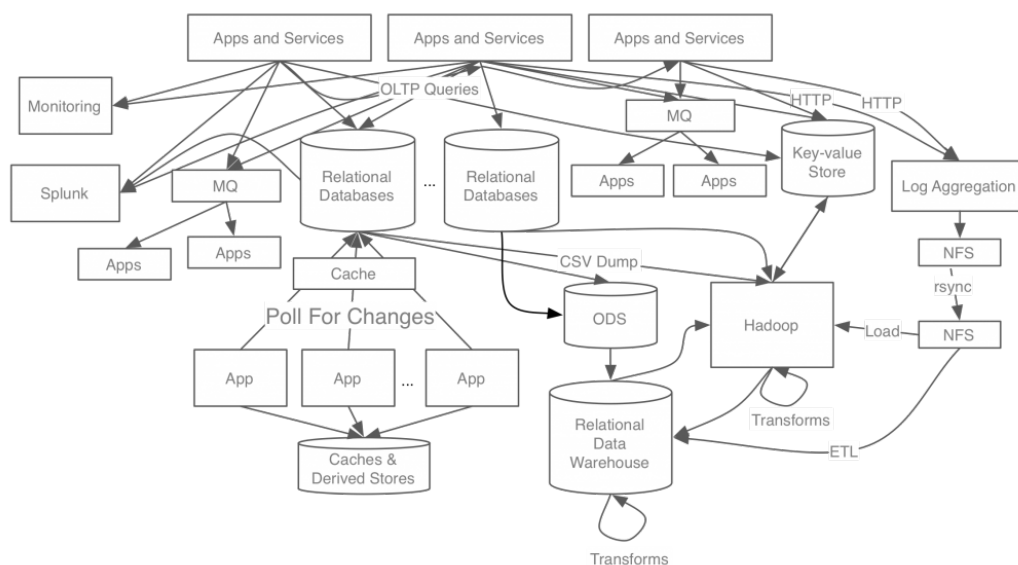 Apps and Services
Apps and Services
Apps and Services
Monitoring
OLTP Queries
HTTP
HTTP
MQ
Splunk
MQ
Relational
Databases
...
Relational
Databases
Apps
Apps
Key-value
Store
Log Aggregation
Apps
Apps
Cache
CSV Dump
NFS
rsync
Poll For Changes
ODS
Hadoop
Load
NFS
App
App
...
App
Transforms
Relational
Data
Warehouse
ETL
Caches &
Derived Stores
Transforms